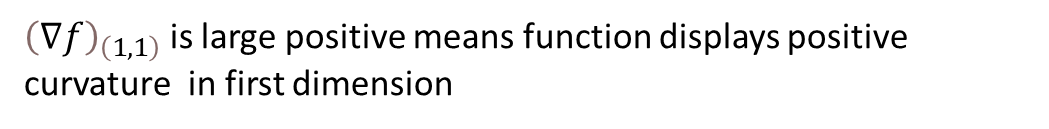 (∇f)(1,1) is large positive means function displays positive
curvature in first dimension